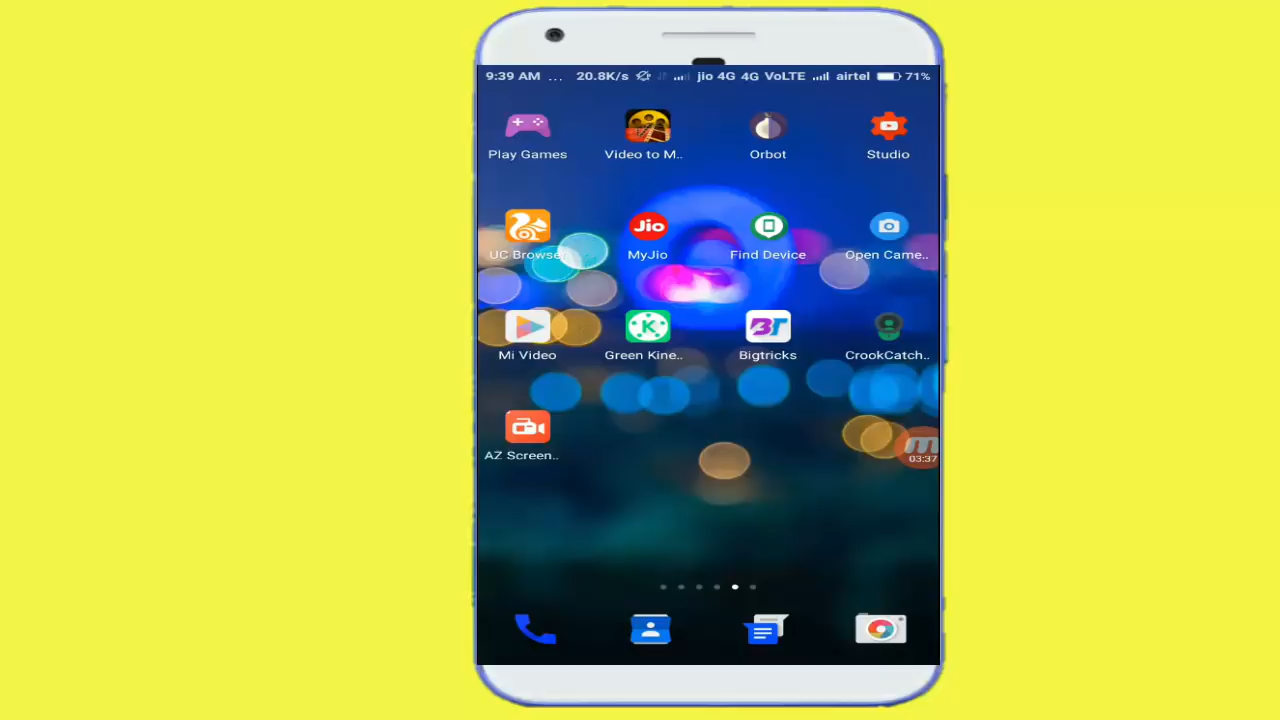 9:39 AM ... 20.8K/s jio 4G 4G VoLTE airtel 71%
Play Games Video to M.. Orbot Studio
Jio
UC Browser MyJio Find Device Open Came..
K BT
Mi Video Green Kine.. Bigtricks CrookCatch..
m
03:37
AZ Screen..